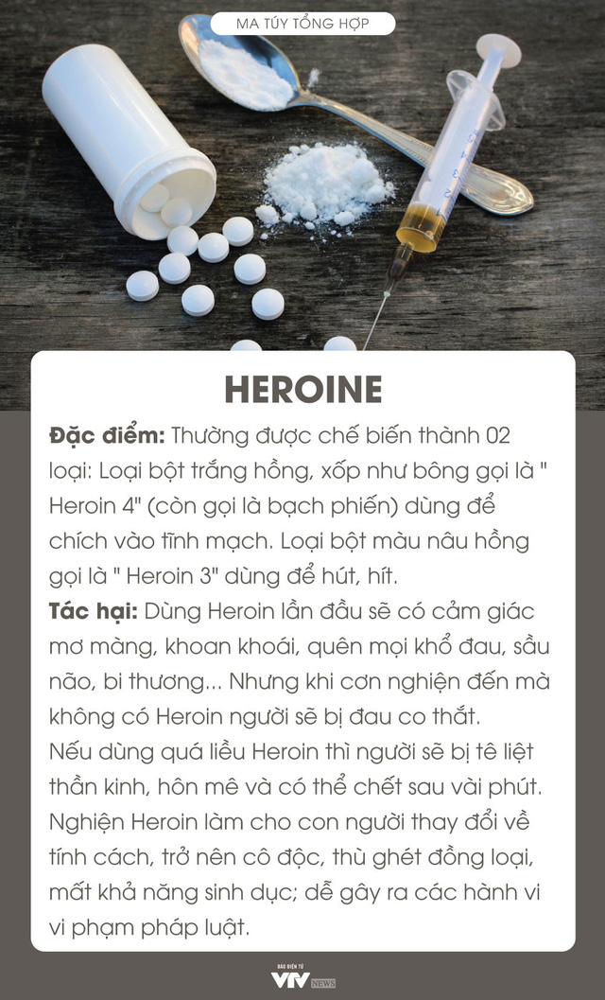 MA TÚY TỔNG HỢP
HEROINE
Đặc điểm: Thường được chế biến thành 02
loại: Loại bột trắng hồng, xốp như bông gọi là "
Heroin 4" (còn gọi là bạch phiến) dùng để
chích vào tĩnh mạch. Loại bột màu nâu hồng
gọi là " Heroin 3" dùng để hút, hít.
Tác hại: Dùng Heroin lần đầu sẽ có cảm giác
mơ màng, khoan khoái, quên mọi khổ đau, sầu
não, bi thương... Nhưng khi cơn nghiện đến mà
không có Heroin người sẽ bị đau co thắt.
Nếu dùng quá liều Heroin thì người sẽ bị tê liệt
thần kinh, hôn mê và có thể chết sau vài phút.
Nghiện Heroin làm cho con người thay đổi về
tính cách, trở nên cô độc, thù ghét đồng loại,
mất khả năng sinh dục; dễ gây ra các hành vi
vi phạm pháp luật.
BÁO ĐIỆN TỬ
VTV NEWS